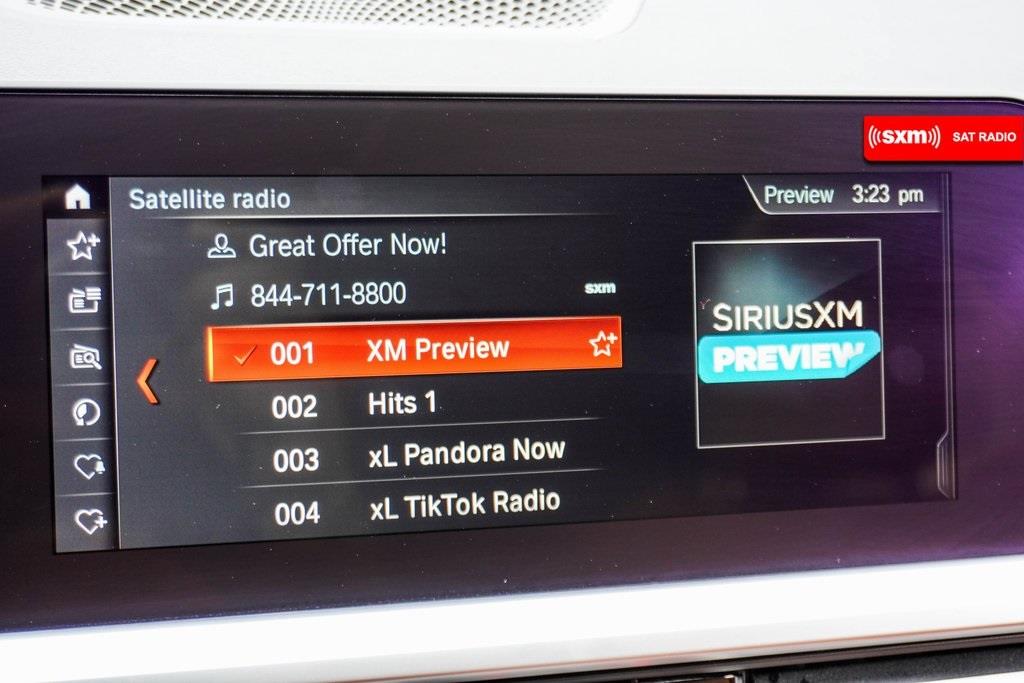 ((sxm)) SAT RADIO
Satellite radio
Preview 3:23 pm
Great Offer Now!
844-711-8800 sxm
001 XM Preview
002 Hits 1
003 xL Pandora Now
004 xL TikTok Radio
SIRIUSXM
PREVIEW